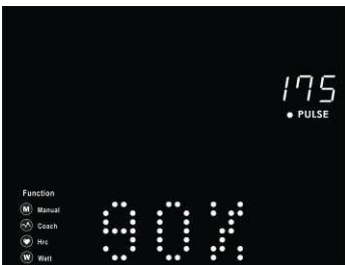 175
PULSE
Function
M Manual
Coach
Hrc
W Watt
90%